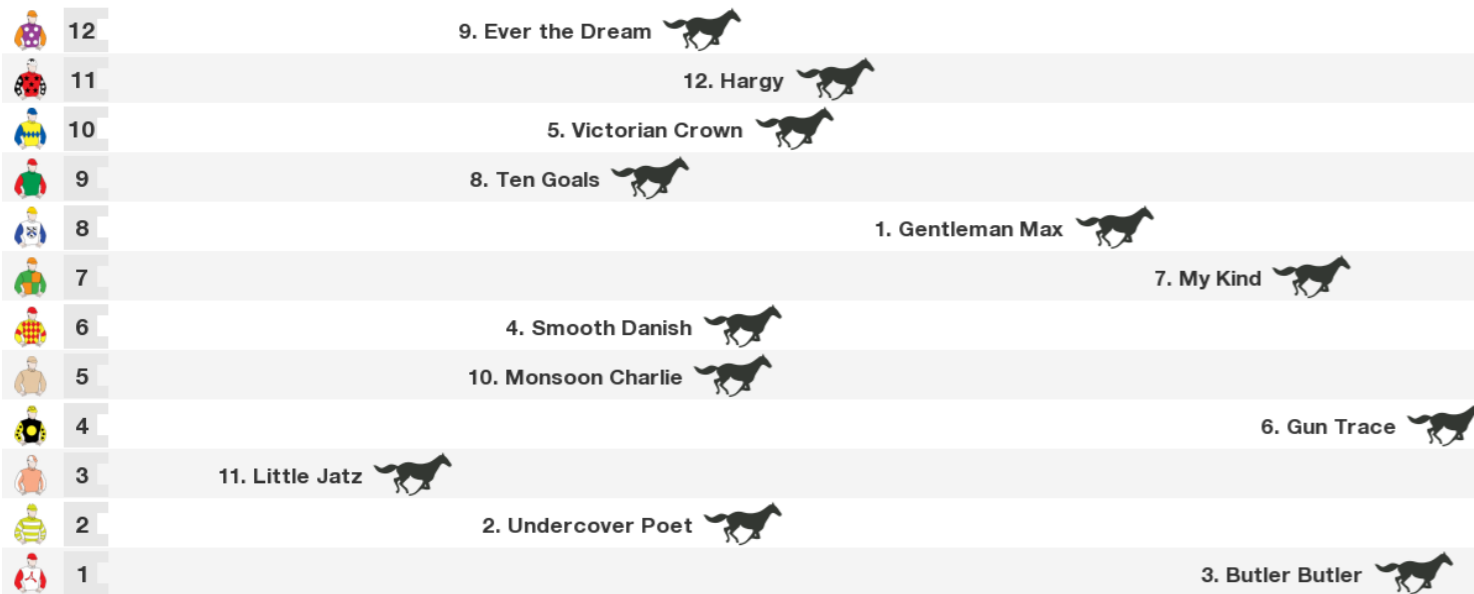 12 9. Ever the Dream
11 12. Hargy
10 5. Victorian Crown
9 8. Ten Goals
8 1. Gentleman Max
7 7. My Kind
6 4. Smooth Danish
5 10. Monsoon Charlie
4 6. Gun Trace
3 11. Little Jatz
2 2. Undercover Poet
1 3. Butler Butler